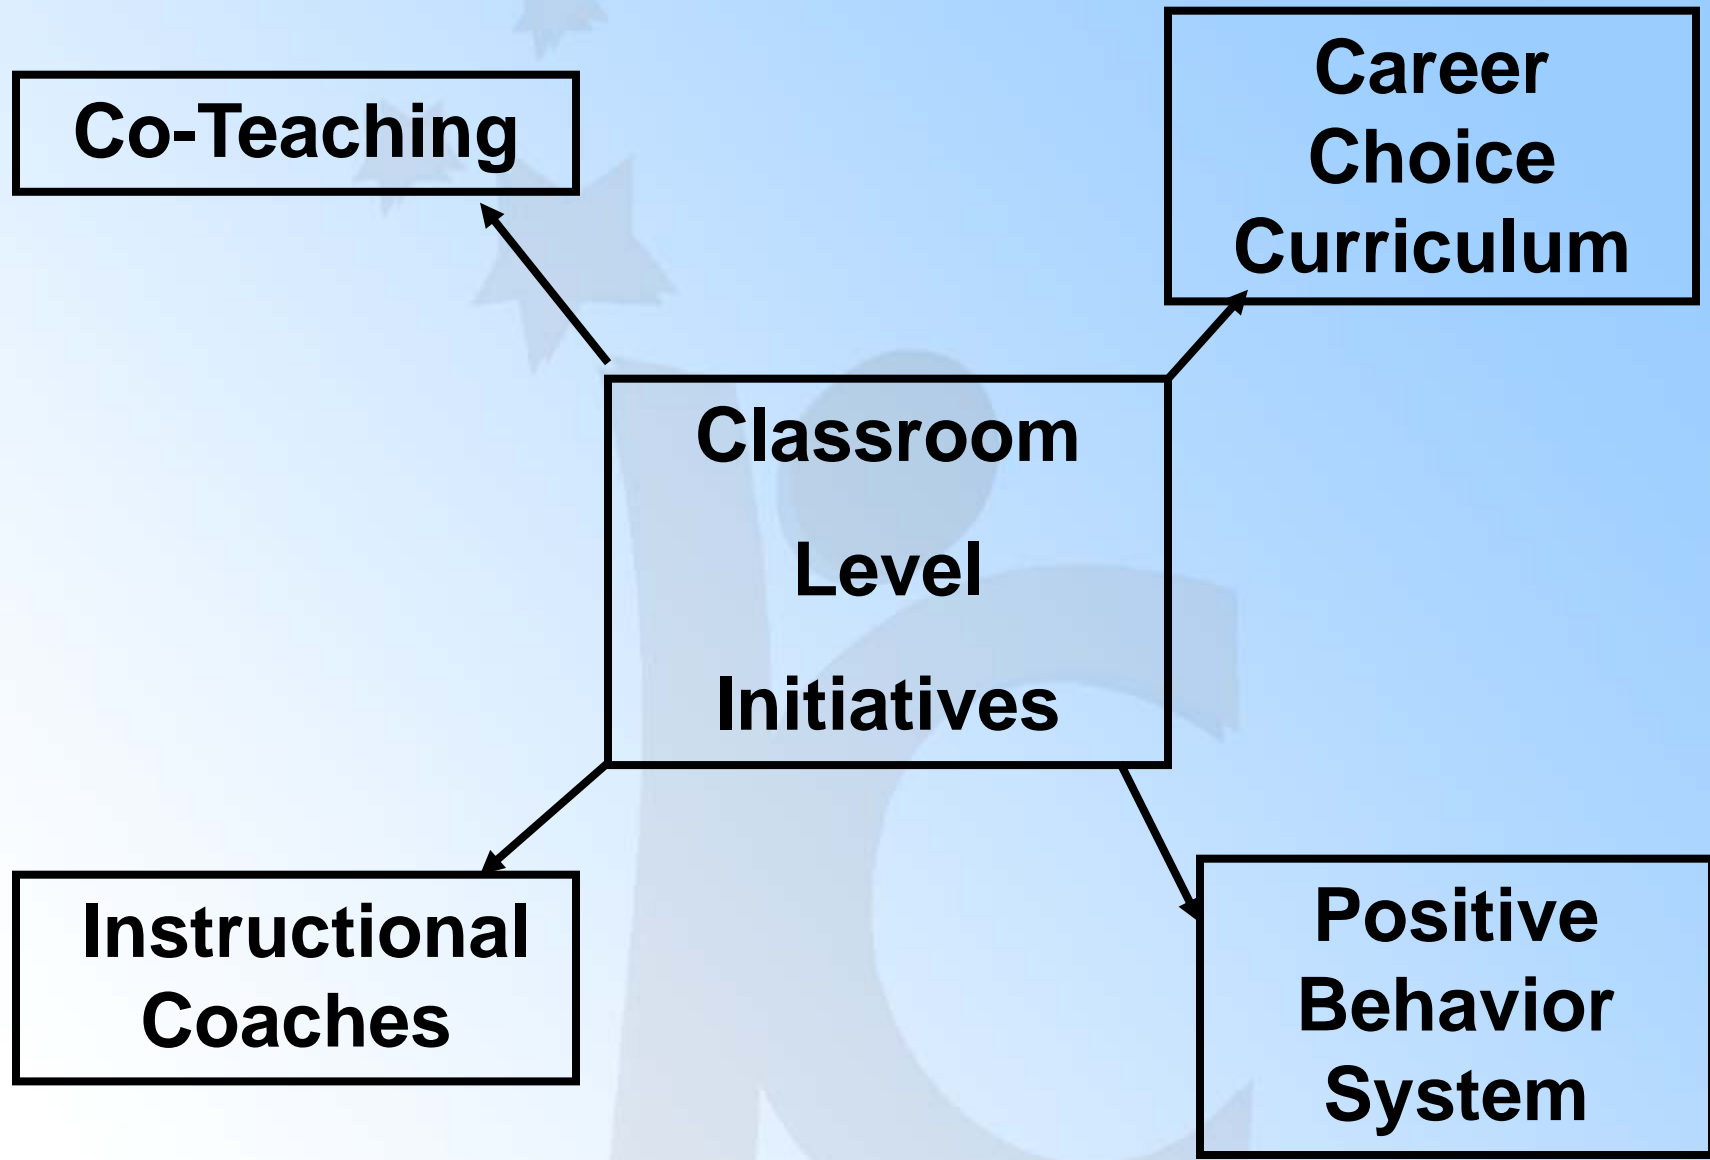 Co-Teaching
Career
Choice
Curriculum
Classroom
Level
Initiatives
Instructional
Coaches
Positive
Behavior
System